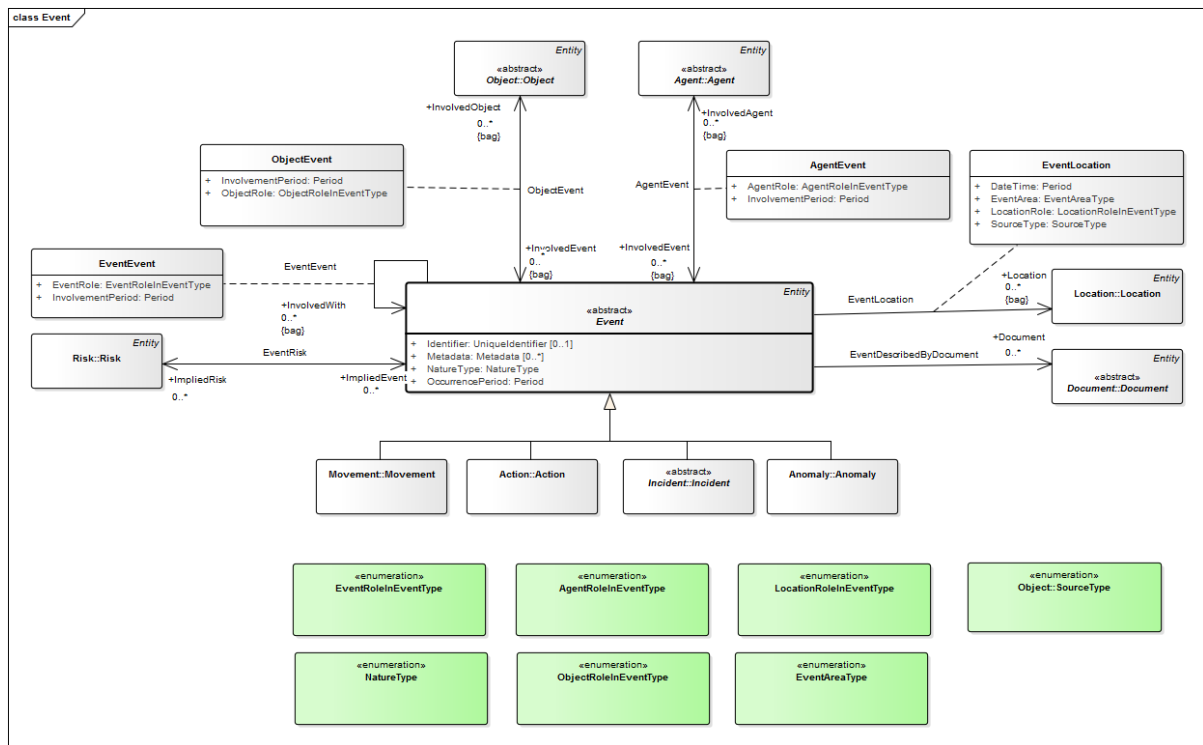 class Event
Entity
«abstract»
Object::Object
Entity
«abstract»
Agent::Agent
+InvolvedObject
0..*
{bag}
+InvolvedAgent
0..*
{bag}
ObjectEvent
+ InvolvementPeriod: Period
+ ObjectRole: ObjectRoleInEventType
ObjectEvent
AgentEvent
AgentEvent
+ AgentRole: AgentRoleInEventType
+ InvolvementPeriod: Period
EventLocation
+ DateTime: Period
+ EventArea: EventAreaType
+ LocationRole: LocationRoleInEventType
+ SourceType: SourceType
EventEvent
+ EventRole: EventRoleInEventType
+ InvolvementPeriod: Period
EventEvent
+InvolvedWith
0..*
{bag}
+InvolvedEvent
0..*
{bag}
+InvolvedEvent
0..*
{bag}
Entity
«abstract»
Event
+ Identifier: UniqueIdentifier [0..1]
+ Metadata: Metadata [0..*]
+ NatureType: NatureType
+ OccurrencePeriod: Period
EventLocation
+Location
0..*
{bag}
Entity
Location::Location
EventDescribedByDocument
+Document
0..*
Entity
«abstract»
Document::Document
Entity
Risk::Risk
EventRisk
+ImpliedRisk
0..*
+ImpliedEvent
0..*
Movement::Movement
Action::Action
«abstract»
Incident::Incident
Anomaly::Anomaly
«enumeration»
EventRoleInEventType
«enumeration»
AgentRoleInEventType
«enumeration»
LocationRoleInEventType
«enumeration»
Object::SourceType
«enumeration»
NatureType
«enumeration»
ObjectRoleInEventType
«enumeration»
EventAreaType